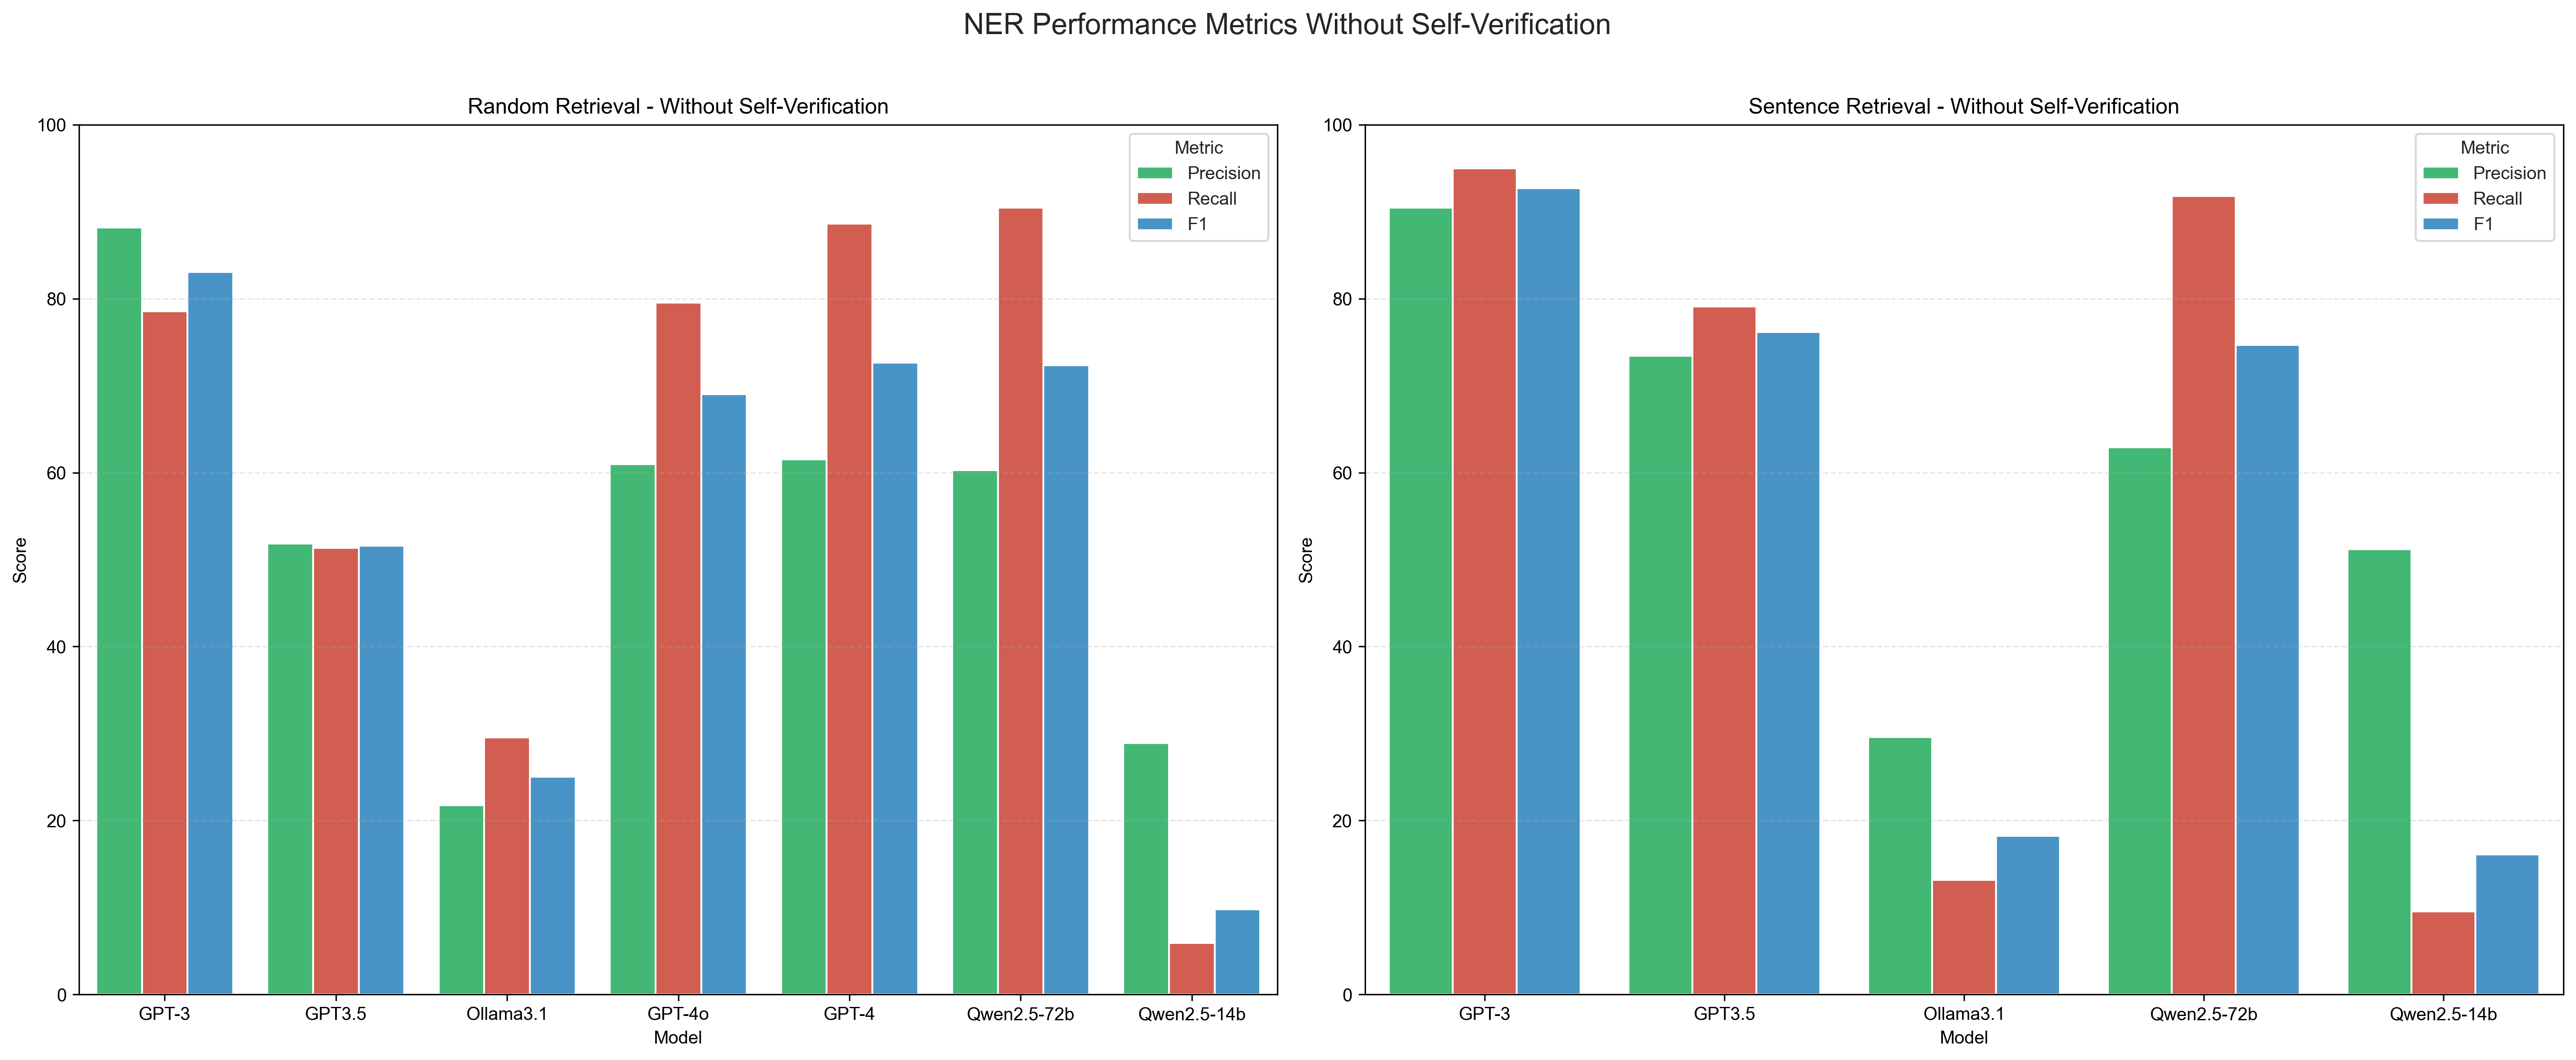 NER Performance Metrics Without Self-Verification
Random Retrieval - Without Self-Verification
100
80
60
40
20
0
Score
Metric
Precision
Recall
F1
GPT-3 GPT3.5 Ollama3.1 GPT-4o GPT-4 Qwen2.5-72b Qwen2.5-14b
Model
Sentence Retrieval - Without Self-Verification
100
80
60
40
20
0
Score
Metric
Precision
Recall
F1
GPT-3 GPT3.5 Ollama3.1 Qwen2.5-72b Qwen2.5-14b
Model